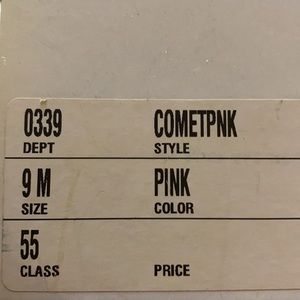 0339 COMETPNK
DEPT STYLE
9 M PINK
SIZE COLOR
55
CLASS PRICE